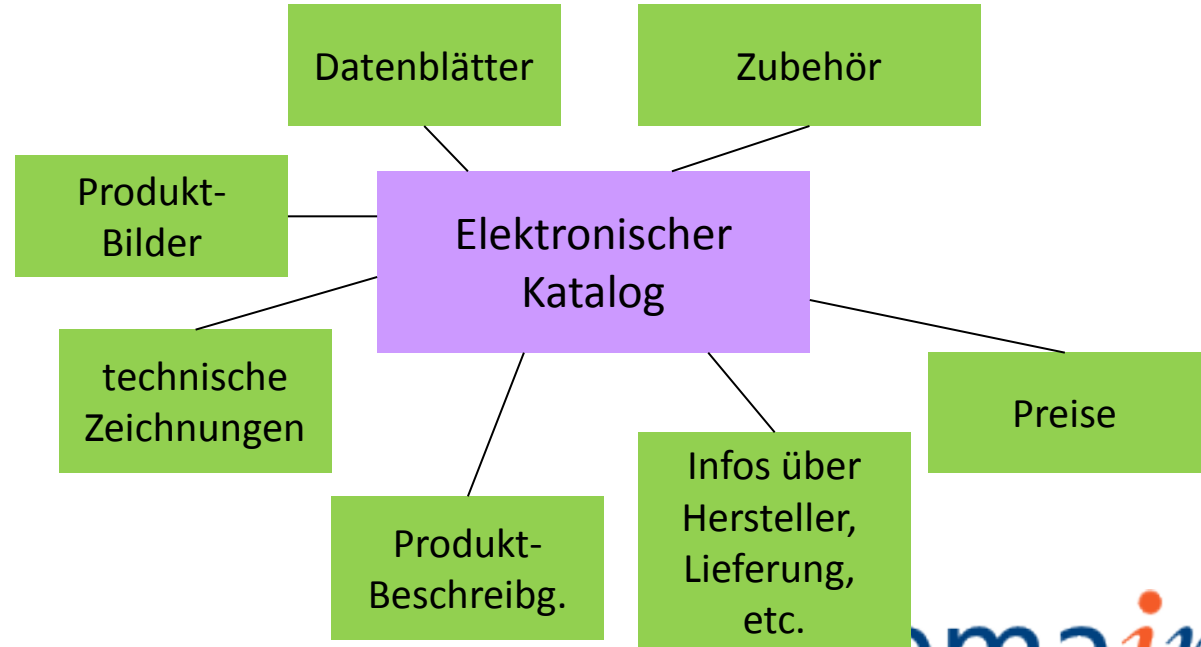 Datenblätter
Zubehör
Produkt-
Bilder
Elektronischer
Katalog
technische
Zeichnungen
Preise
Infos über
Hersteller,
Lieferung,
etc.
Produkt-
Beschreibg.